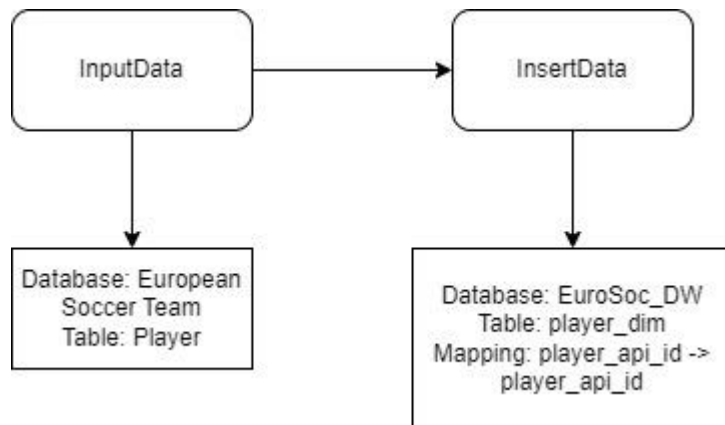 InputData
InsertData
Database: European
Soccer Team
Table: Player
Database: EuroSoc_DW
Table: player_dim
Mapping: player_api_id ->
player_api_id